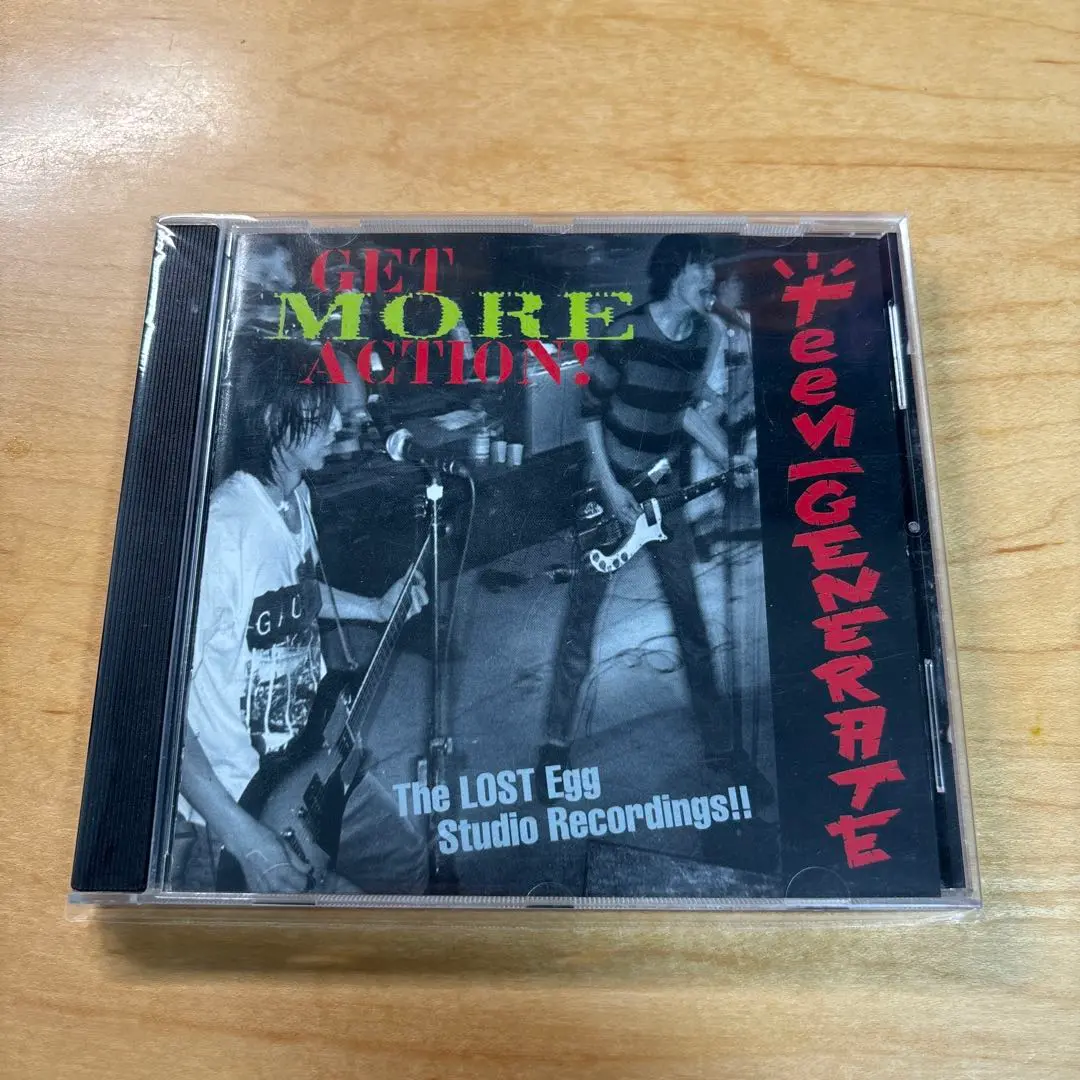 GET
MORE
ACTION!
TEENGENERATE
G/U
The LOST Egg
Studio Recordings!!